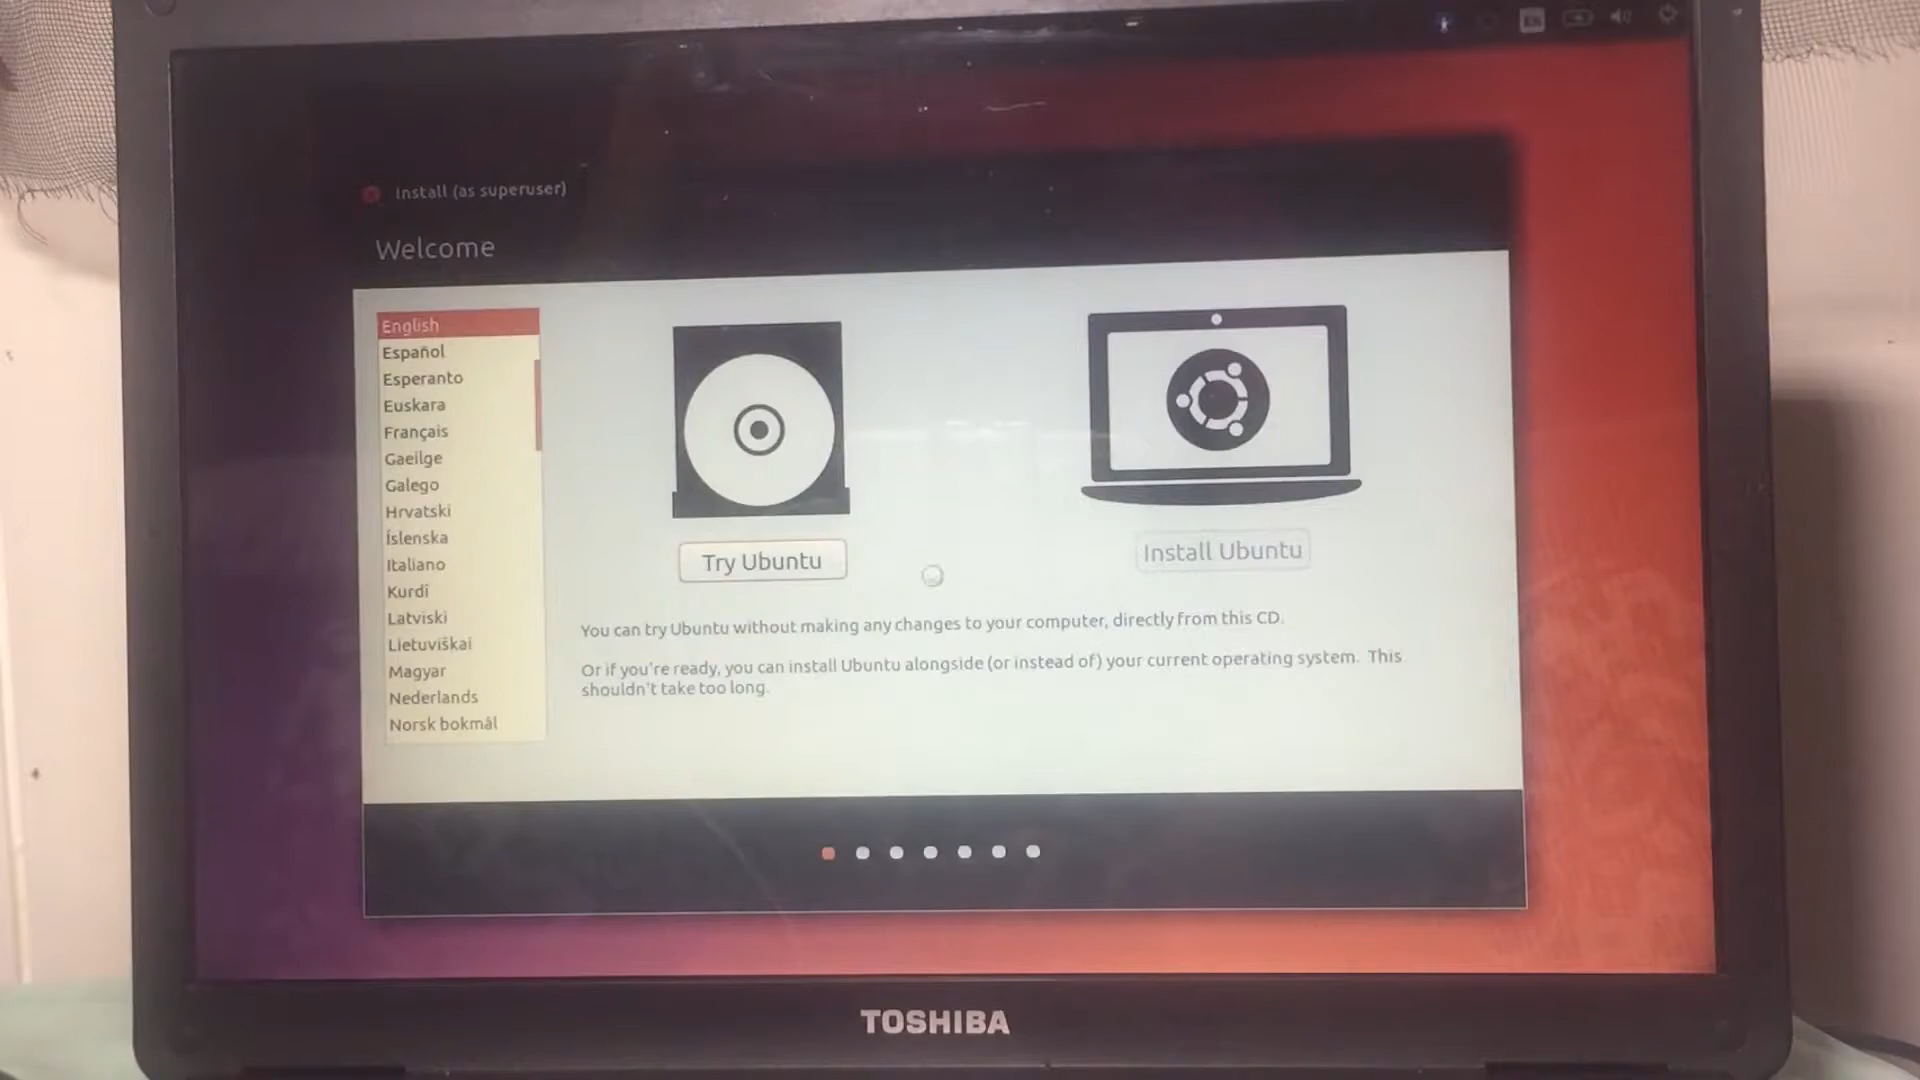 EN
Install (as superuser)
Welcome
English
Español
Esperanto
Euskara
Français
Gaeilge
Galego
Hrvatski
Íslenska
Italiano
Kurdî
Latviski
Lietuviškai
Magyar
Nederlands
Norsk bokmål
Try Ubuntu
Install Ubuntu
You can try Ubuntu without making any changes to your computer, directly from this CD.
Or if you're ready, you can install Ubuntu alongside (or instead of) your current operating system. This
shouldn't take too long.
TOSHIBA